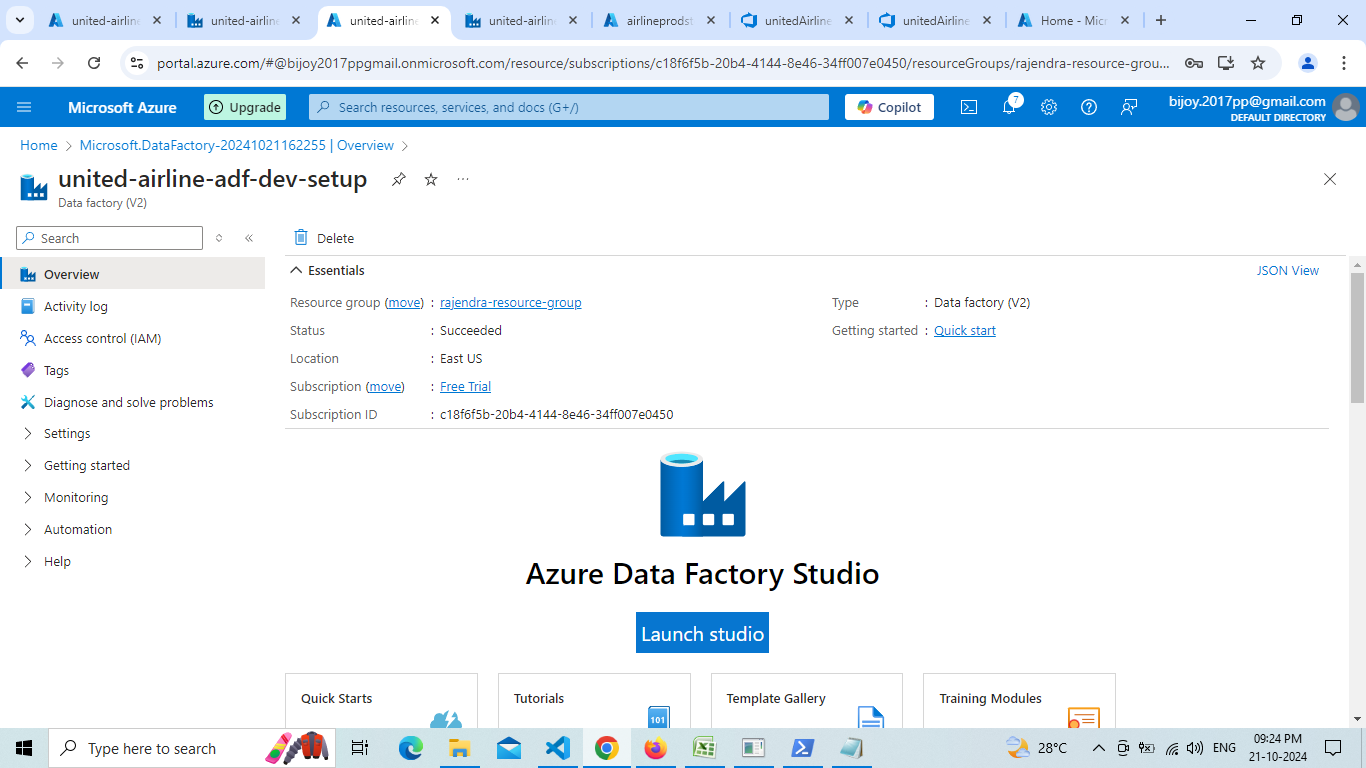 united-airline
united-airline
united-airline
united-airline
airlineprodst
unitedAirline
unitedAirline
Home - Mic
portal.azure.com/#@bijoy2017ppgmail.onmicrosoft.com/resource/subscriptions/c18f6f5b-20b4-4144-8e46-34ff007e0450/resourceGroups/rajendra-resource-grou...
Microsoft Azure
Upgrade
Search resources, services, and docs (G+/)
Copilot
7
bijoy.2017pp@gmail.com
DEFAULT DIRECTORY
Home > Microsoft.DataFactory-20241021162255 | Overview >
united-airline-adf-dev-setup
Data factory (V2)
Search
Delete
Overview
Activity log
Access control (IAM)
Tags
Diagnose and solve problems
Settings
Getting started
Monitoring
Automation
Help
Essentials
JSON View
Resource group (move) : rajendra-resource-group
Status : Succeeded
Location : East US
Subscription (move) : Free Trial
Subscription ID : c18f6f5b-20b4-4144-8e46-34ff007e0450
Type : Data factory (V2)
Getting started : Quick start
Azure Data Factory Studio
Launch studio
Quick Starts
Tutorials
101
Template Gallery
Training Modules
Type here to search
28°C
ENG
09:24 PM
21-10-2024